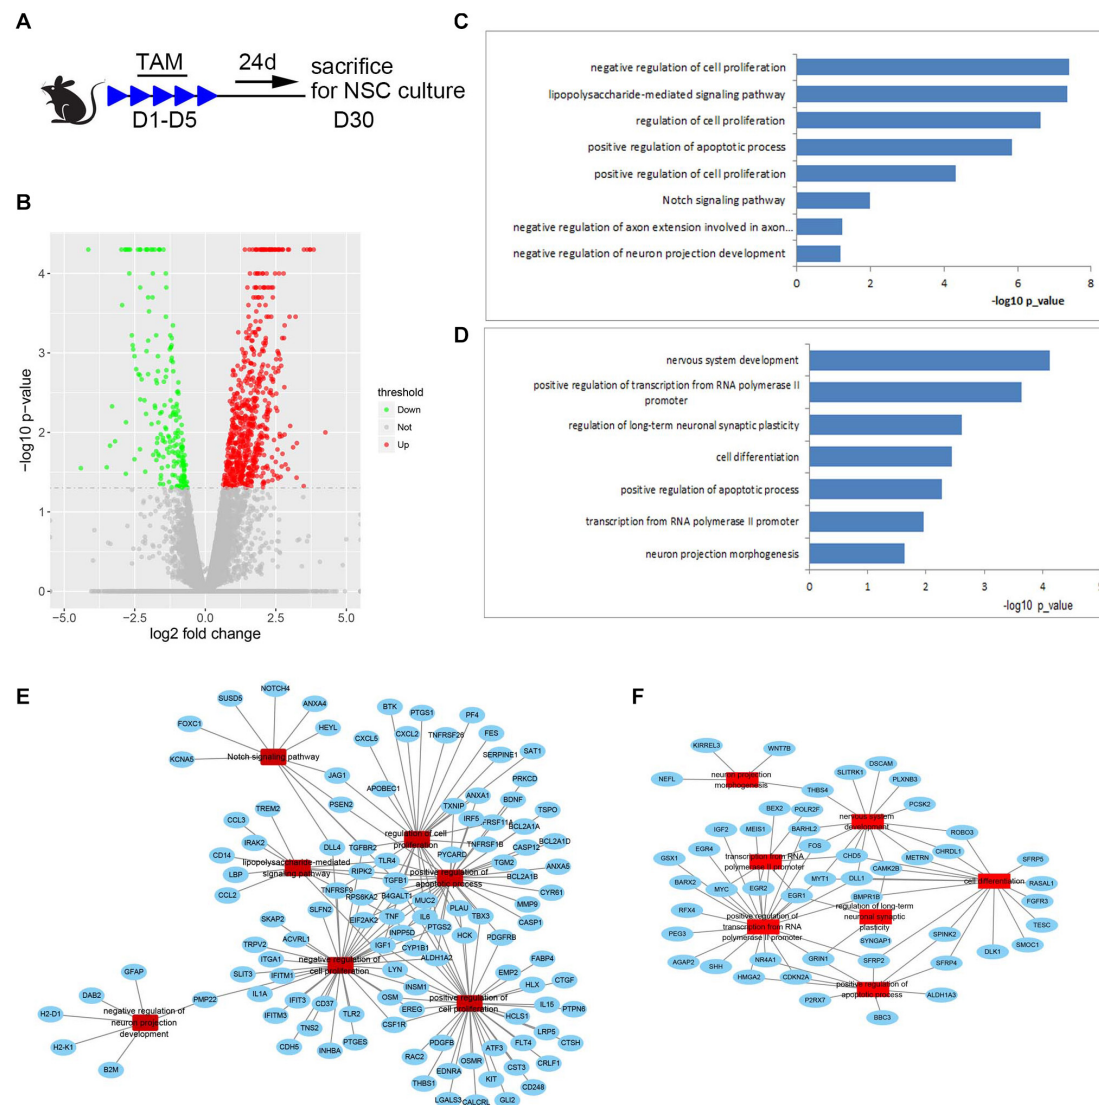 A
TAM
24d
sacrifice
for NSC culture
D1-D5
D30
B
4
3
2
1
0
−5.0
−2.5
0.0
2.5
5.0
−log10 p−value
log2 fold change
threshold
Down
Not
Up
C
negative regulation of cell proliferation
lipopolysaccharide-mediated signaling pathway
regulation of cell proliferation
positive regulation of apoptotic process
positive regulation of cell proliferation
Notch signaling pathway
negative regulation of axon extension involved in axon...
negative regulation of neuron projection development
0
2
4
6
8
-log10 p_value
D
nervous system development
positive regulation of transcription from RNA polymerase II
promoter
regulation of long-term neuronal synaptic plasticity
cell differentiation
positive regulation of apoptotic process
transcription from RNA polymerase II promoter
neuron projection morphogenesis
0
1
2
3
4
-log10 p_value
E
NOTCH4
SUSD5
ANXA4
FOXC1
HEYL
KCNA5
Notch signaling pathway
JAG1
PSEN2
BTK
PTGS1
PF4
CXCL5
CXCL2
TNFRSF26
FES
SERPINE1
SAT1
APOBEC1
PRKCD
TREM2
CCL3
IRAK2
CD14
LBP
CCL2
lipopolysaccharide-mediated
signaling pathway
DLL4
TGFBR2
TLR4
RIPK2
TGFB1
TNFRSF9
RPS6KA2
B4GALT1
regulation of cell
proliferation
ANXA1
TXNIP
BDNF
IRF5
TSPO
BCL2A1A
TNFRSF1B
BCL2A1D
PYCARD
CASP12
TGM2
ANXA5
positive regulation of
apoptotic process
BCL2A1B
CYR61
MUC2
MMP9
PLAU
TBX3
CASP1
TNF
IL6
EIF2AK2
PTGS2
HCK
PDGFRB
INPP5D
SLFN2
SKAP2
ACVRL1
TRPV2
ITGA1
IGF1
CYP1B1
ALDH1A2
LYN
negative regulation of
cell proliferation
SLIT3
IFITM1
IL1A
PMP22
IFIT3
CD37
IFITM3
TNS2
TLR2
CDH5
INHBA
PTGES
INSM1
OSM
EREG
CSF1R
EMP2
FABP4
HLX
CTGF
positive regulation of
cell proliferation
IL15
PTPN6
HCLS1
LRP5
FLT4
CTSH
PDGFB
ATF3
RAC2
OSMR
CST3
CRLF1
EDNRA
THBS1
KIT
CD248
LGALS3
CALCRL
GLI2
GFAP
DAB2
H2-D1
H2-K1
B2M
negative regulation of
neuron projection
development
F
KIRREL3
WNT7B
NEFL
neuron projection
morphogenesis
THBS4
SLITRK1
DSCAM
PLXNB3
PCSK2
BEX2
POLR2F
nervous system
development
IGF2
MEIS1
BARHL2
ROBO3
EGR4
FOS
CHRDL1
GSX1
transcription from RNA
polymerase II promoter
CHD5
METRN
SFRP5
CAMK2B
BARX2
MYT1
DLL1
cell differentiation
RASAL1
MYC
EGR2
EGR1
BMPR1B
FGFR3
RFX4
regulation of long-term
neuronal synaptic
plasticity
TESC
positive regulation of
transcription from RNA
polymerase II promoter
SPINK2
SMOC1
PEG3
SYNGAP1
DLK1
AGAP2
NR4A1
GRIN1
SFRP2
SFRP4
SHH
HMGA2
CDKN2A
positive regulation of
apoptotic process
P2RX7
ALDH1A3
BBC3